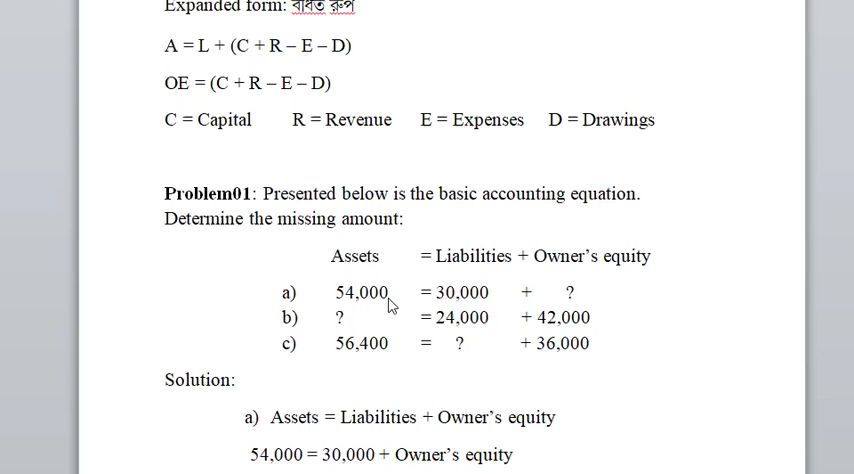 Expanded form: বর্ধিত রুপ
A = L + (C + R – E – D)
OE = (C + R – E – D)
C = Capital R = Revenue E = Expenses D = Drawings
Problem01: Presented below is the basic accounting equation.
Determine the missing amount:
Assets = Liabilities + Owner’s equity
a) 54,000 = 30,000 + ?
b) ? = 24,000 + 42,000
c) 56,400 = ? + 36,000
Solution:
a) Assets = Liabilities + Owner’s equity
54,000 = 30,000 + Owner’s equity